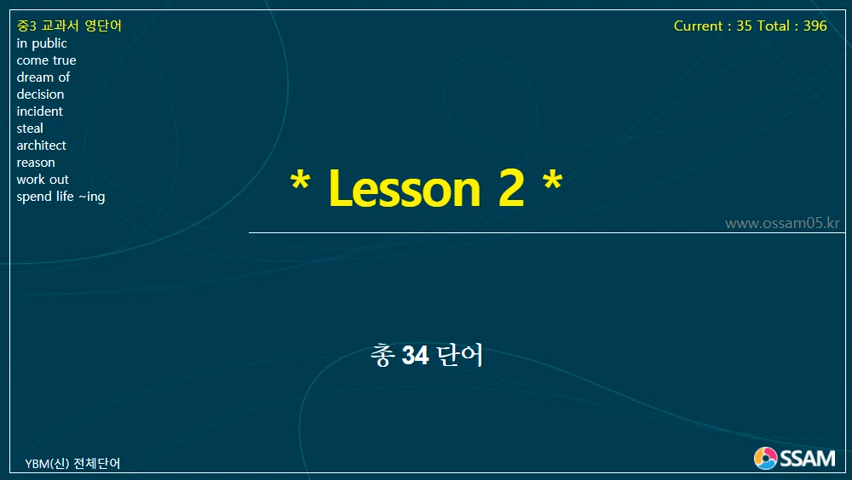 중3 교과서 영단어
Current : 35 Total : 396
in public
come true
dream of
decision
incident
steal
architect
reason
work out
spend life ~ing
* Lesson 2 *
www.ossam05.kr
총 34 단어
YBM(신) 전체단어
OSSAM